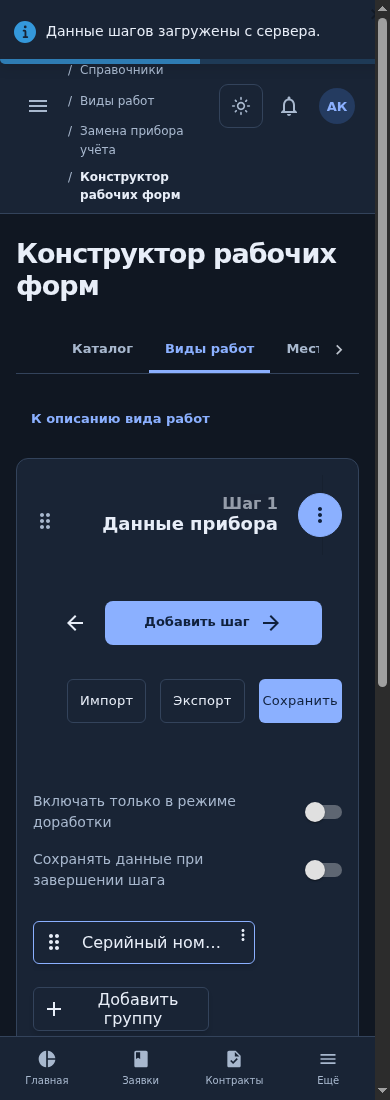 Данные шагов загружены с сервера.
/ Справочники
/ Виды работ
/ Замена прибора
учёта
/ Конструктор
рабочих форм
АК
Конструктор рабочих
форм
Каталог Виды работ Мест
К описанию вида работ
Шаг 1
Данные прибора
Добавить шаг
Импорт Экспорт Сохранить
Включать только в режиме
доработки
Сохранять данные при
завершении шага
Серийный ном...
Добавить
группу
Главная Заявки Контракты Ещё